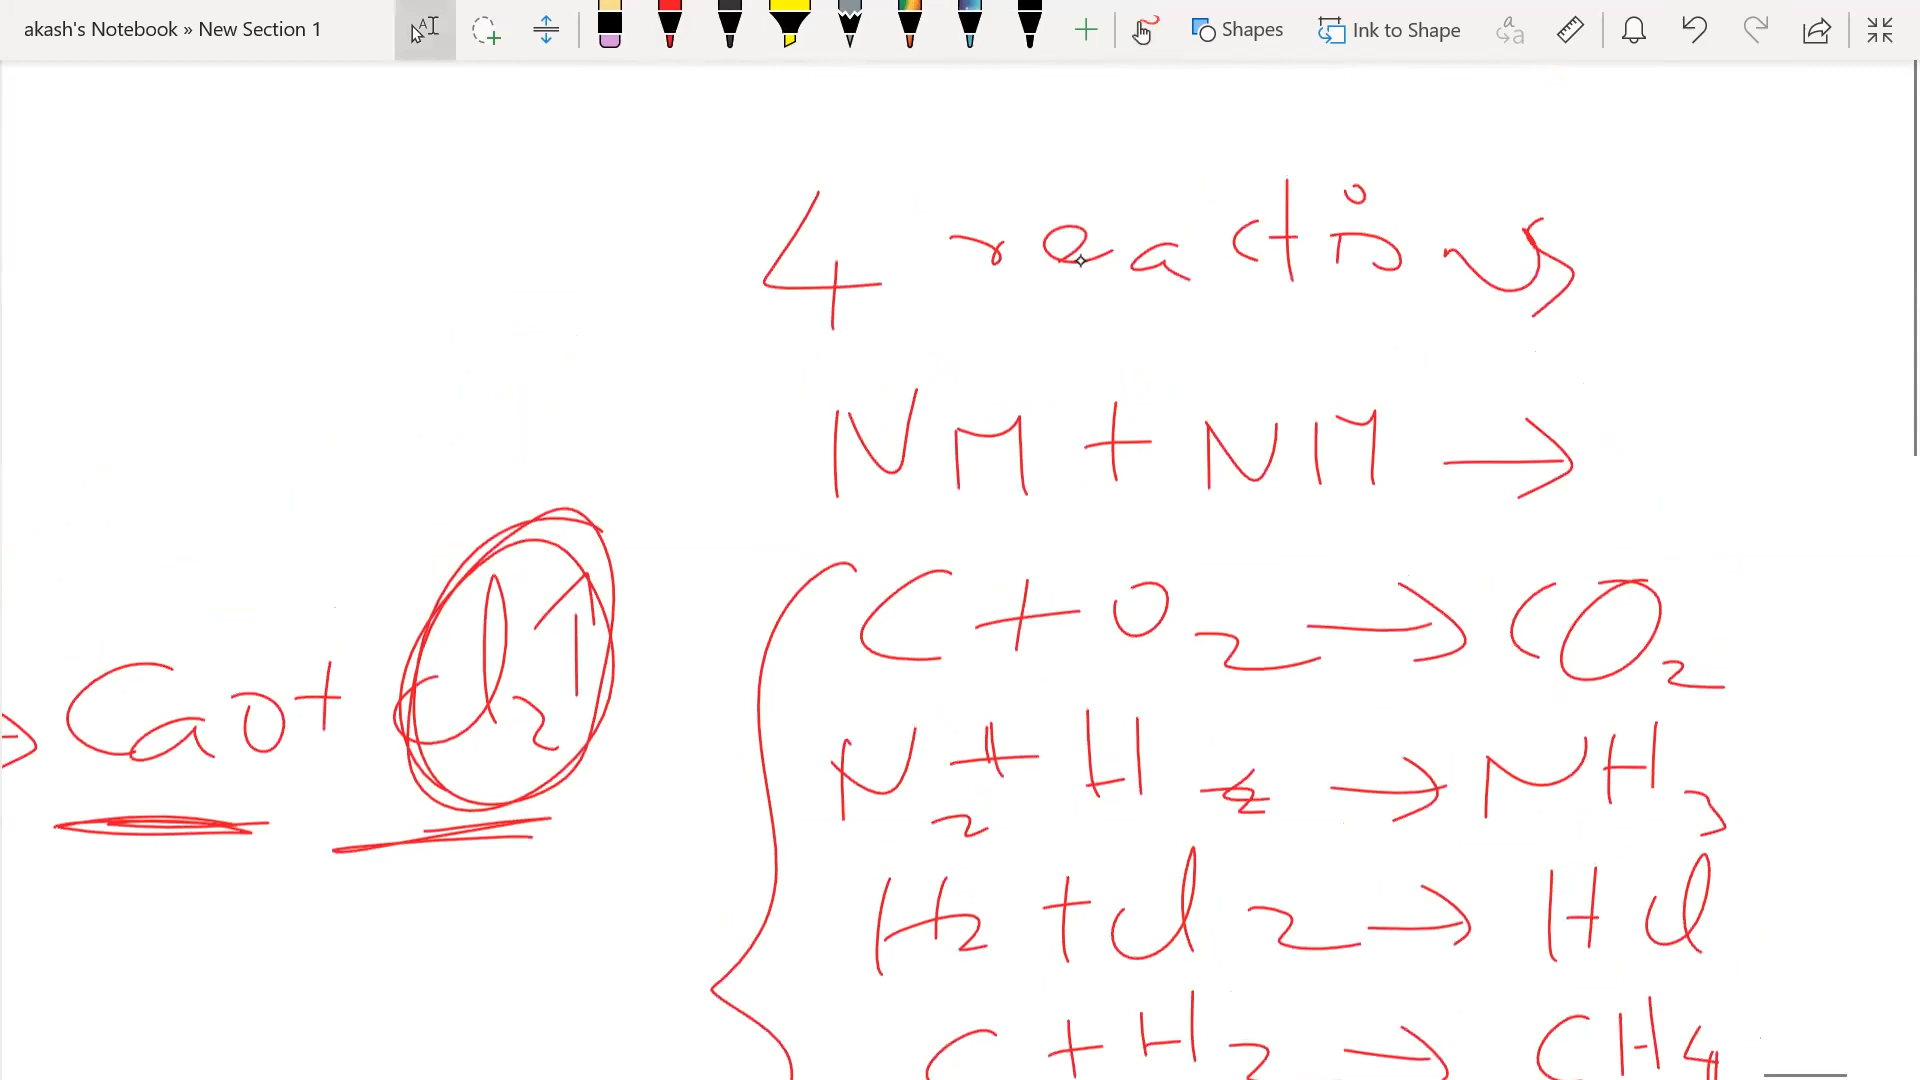 akash's Notebook » New Section 1
Shapes
Ink to Shape
4 reactions
NM + NM →
C + O₂ → CO₂
N₂ + H₂ → NH₃
H₂ + Cl₂ → HCl
C + H₂ → CH₄
CaO + Cl₂↑